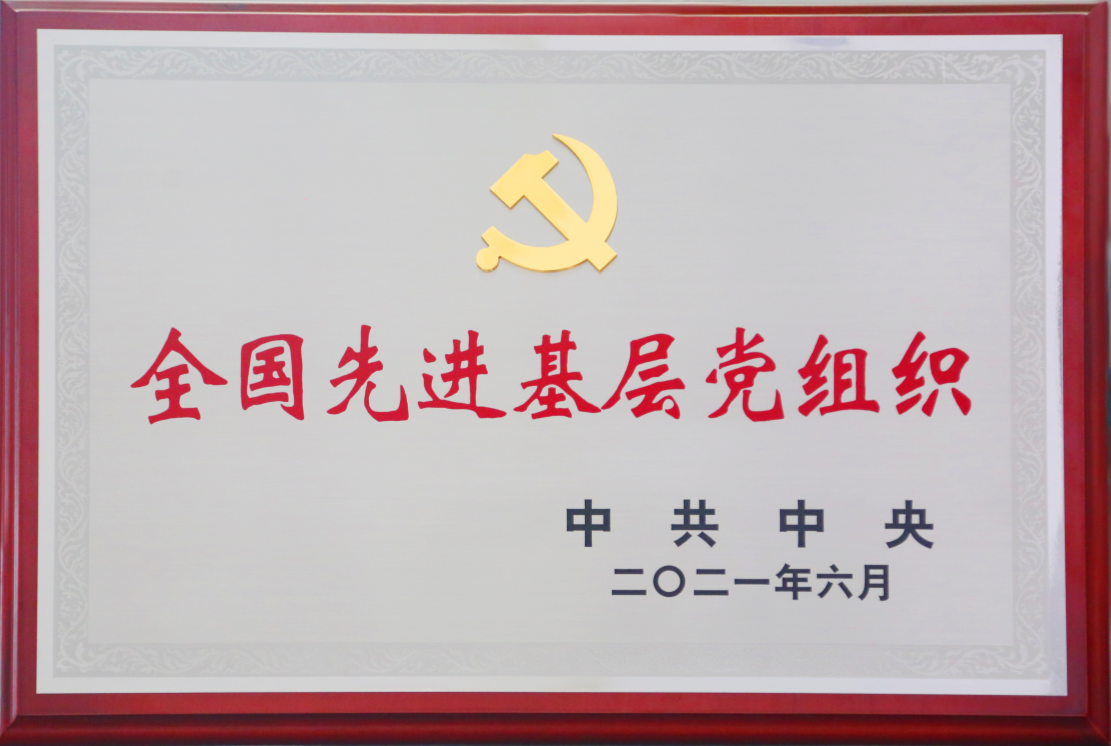 全国先进基层党组织
中共中央
二〇二一年六月